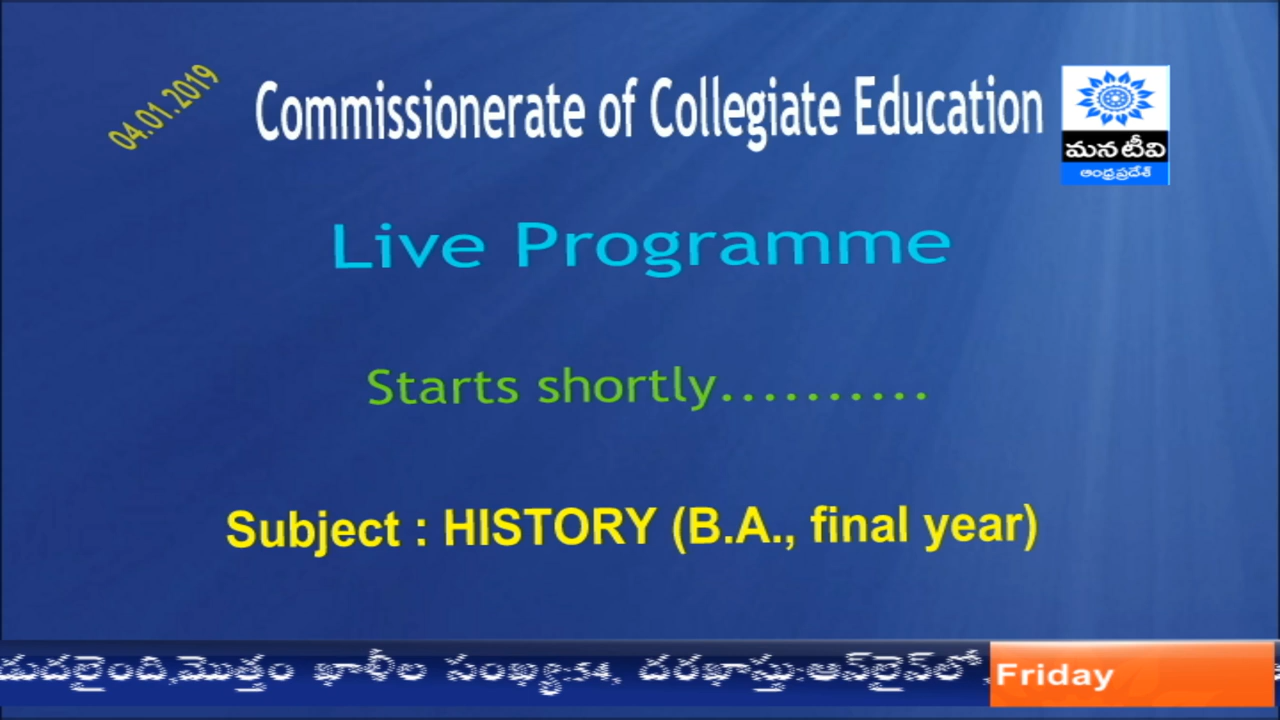 04.01.2019
Commissionerate of Collegiate Education
మన టీవి
ఆంధ్రప్రదేశ్
Live Programme
Starts shortly..........
Subject : HISTORY (B.A., final year)
దలైంది,మొత్తం ఖాళీల సంఖ్య:54, దరఖాస్తు:ఆన్‌లైన్‌లో,
Friday